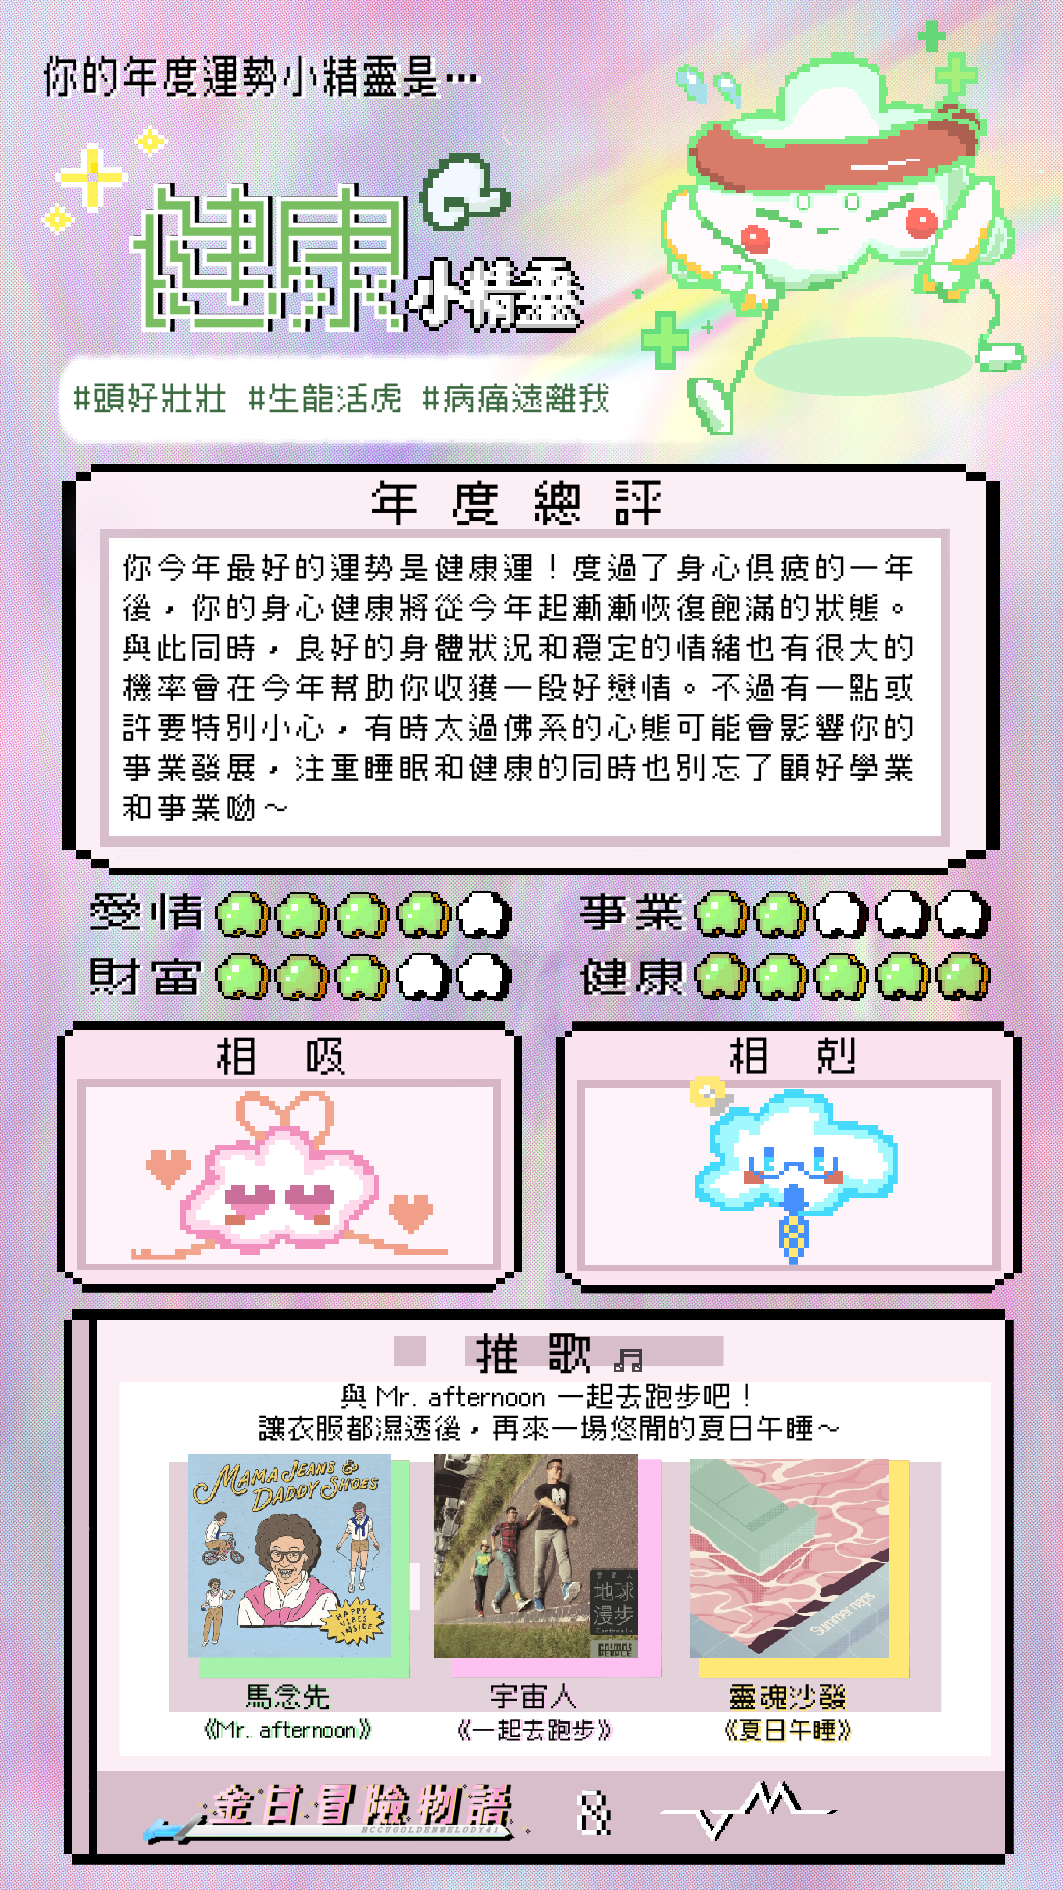 你的年度運勢小精靈是…
健康小精靈
#頭好壯壯 #生龍活虎 #病痛遠離我
年度總評
你今年最好的運勢是健康運！度過了身心俱疲的一年
後，你的身心健康將從今年起漸漸恢復飽滿的狀態。
與此同時，良好的身體狀況和穩定的情緒也有很大的
機率會在今年幫助你收獲一段好戀情。不過有一點或
許要特別小心，有時太過佛系的心態可能會影響你的
事業發展，注重睡眠和健康的同時也別忘了顧好學業
和事業呦～
愛情
事業
財富
健康
相吸
相剋
推歌
與 Mr. afternoon 一起去跑步吧！
讓衣服都濕透後，再來一場悠閒的夏日午睡～
MAMA JEANS &
DADDY SHOES
HAPPY
VIBES
INSIDE
宇宙人
地球
漫步
Summer naps
馬念先
宇宙人
靈魂沙發
《Mr. afternoon》
《一起去跑步》
《夏日午睡》
金日冒險物語
NCCUGOLDENMELODY41